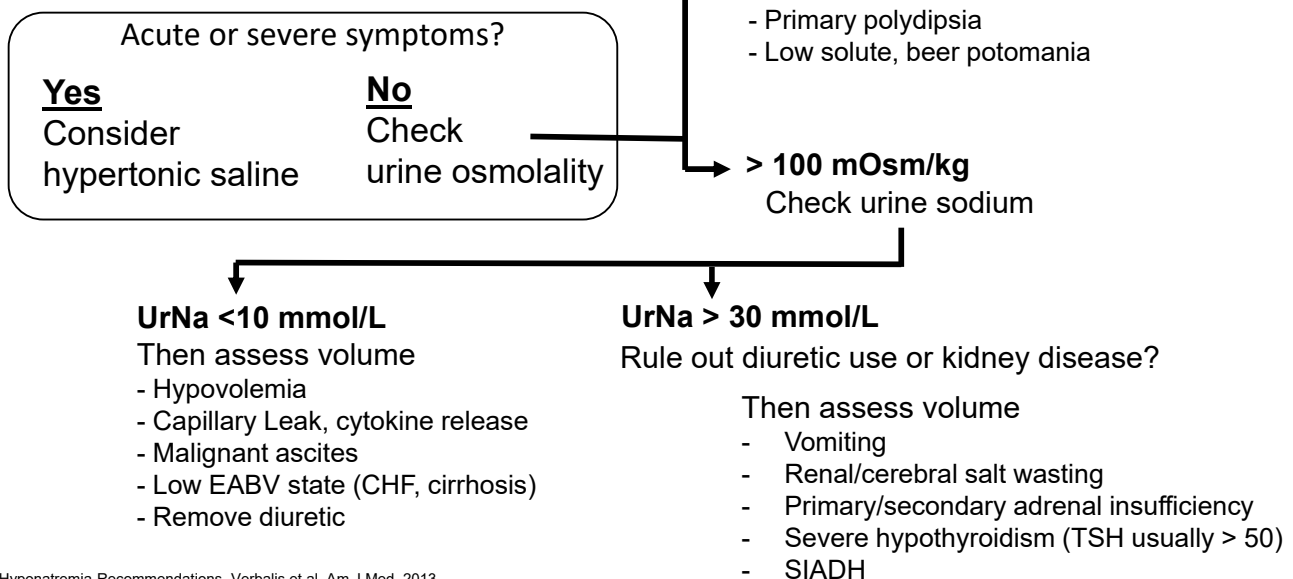 - Primary polydipsia
- Low solute, beer potomania
Acute or severe symptoms?
Yes
Consider
hypertonic saline
No
Check
urine osmolality
> 100 mOsm/kg
Check urine sodium
UrNa <10 mmol/L
Then assess volume
- Hypovolemia
- Capillary Leak, cytokine release
- Malignant ascites
- Low EABV state (CHF, cirrhosis)
- Remove diuretic
UrNa > 30 mmol/L
Rule out diuretic use or kidney disease?
Then assess volume
- Vomiting
- Renal/cerebral salt wasting
- Primary/secondary adrenal insufficiency
- Severe hypothyroidism (TSH usually > 50)
- SIADH
Hyponatremia Recommendations, Verbalis et al. Am J Med, 2013